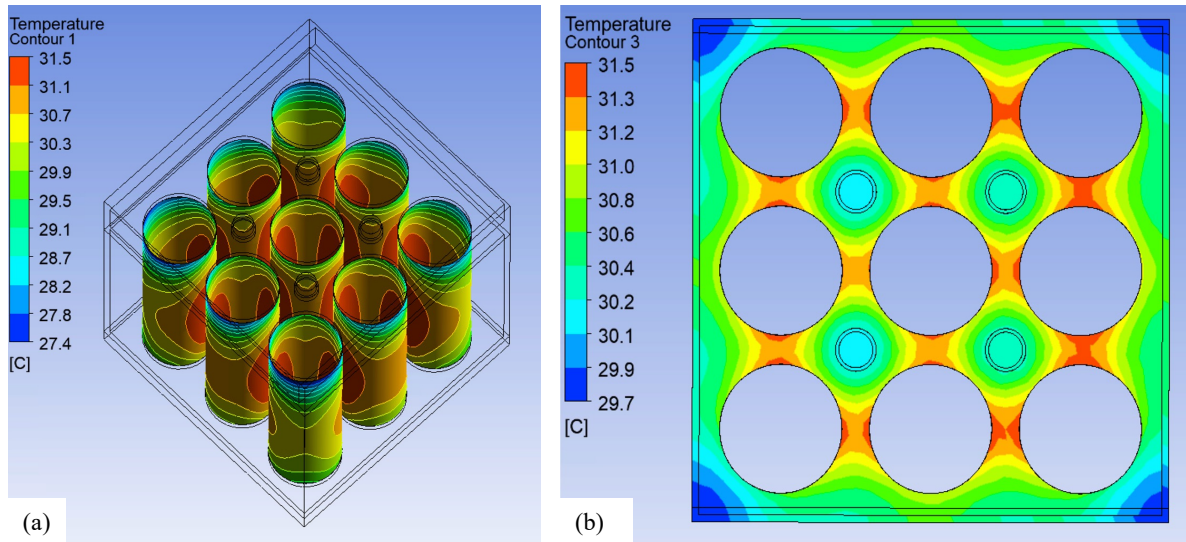 Temperature
Contour 1
31.5
31.1
30.7
30.3
29.9
29.5
29.1
28.7
28.2
27.8
27.4
[C]
(a)
Temperature
Contour 3
31.5
31.3
31.2
31.0
30.8
30.6
30.4
30.2
30.1
29.9
29.7
[C]
(b)